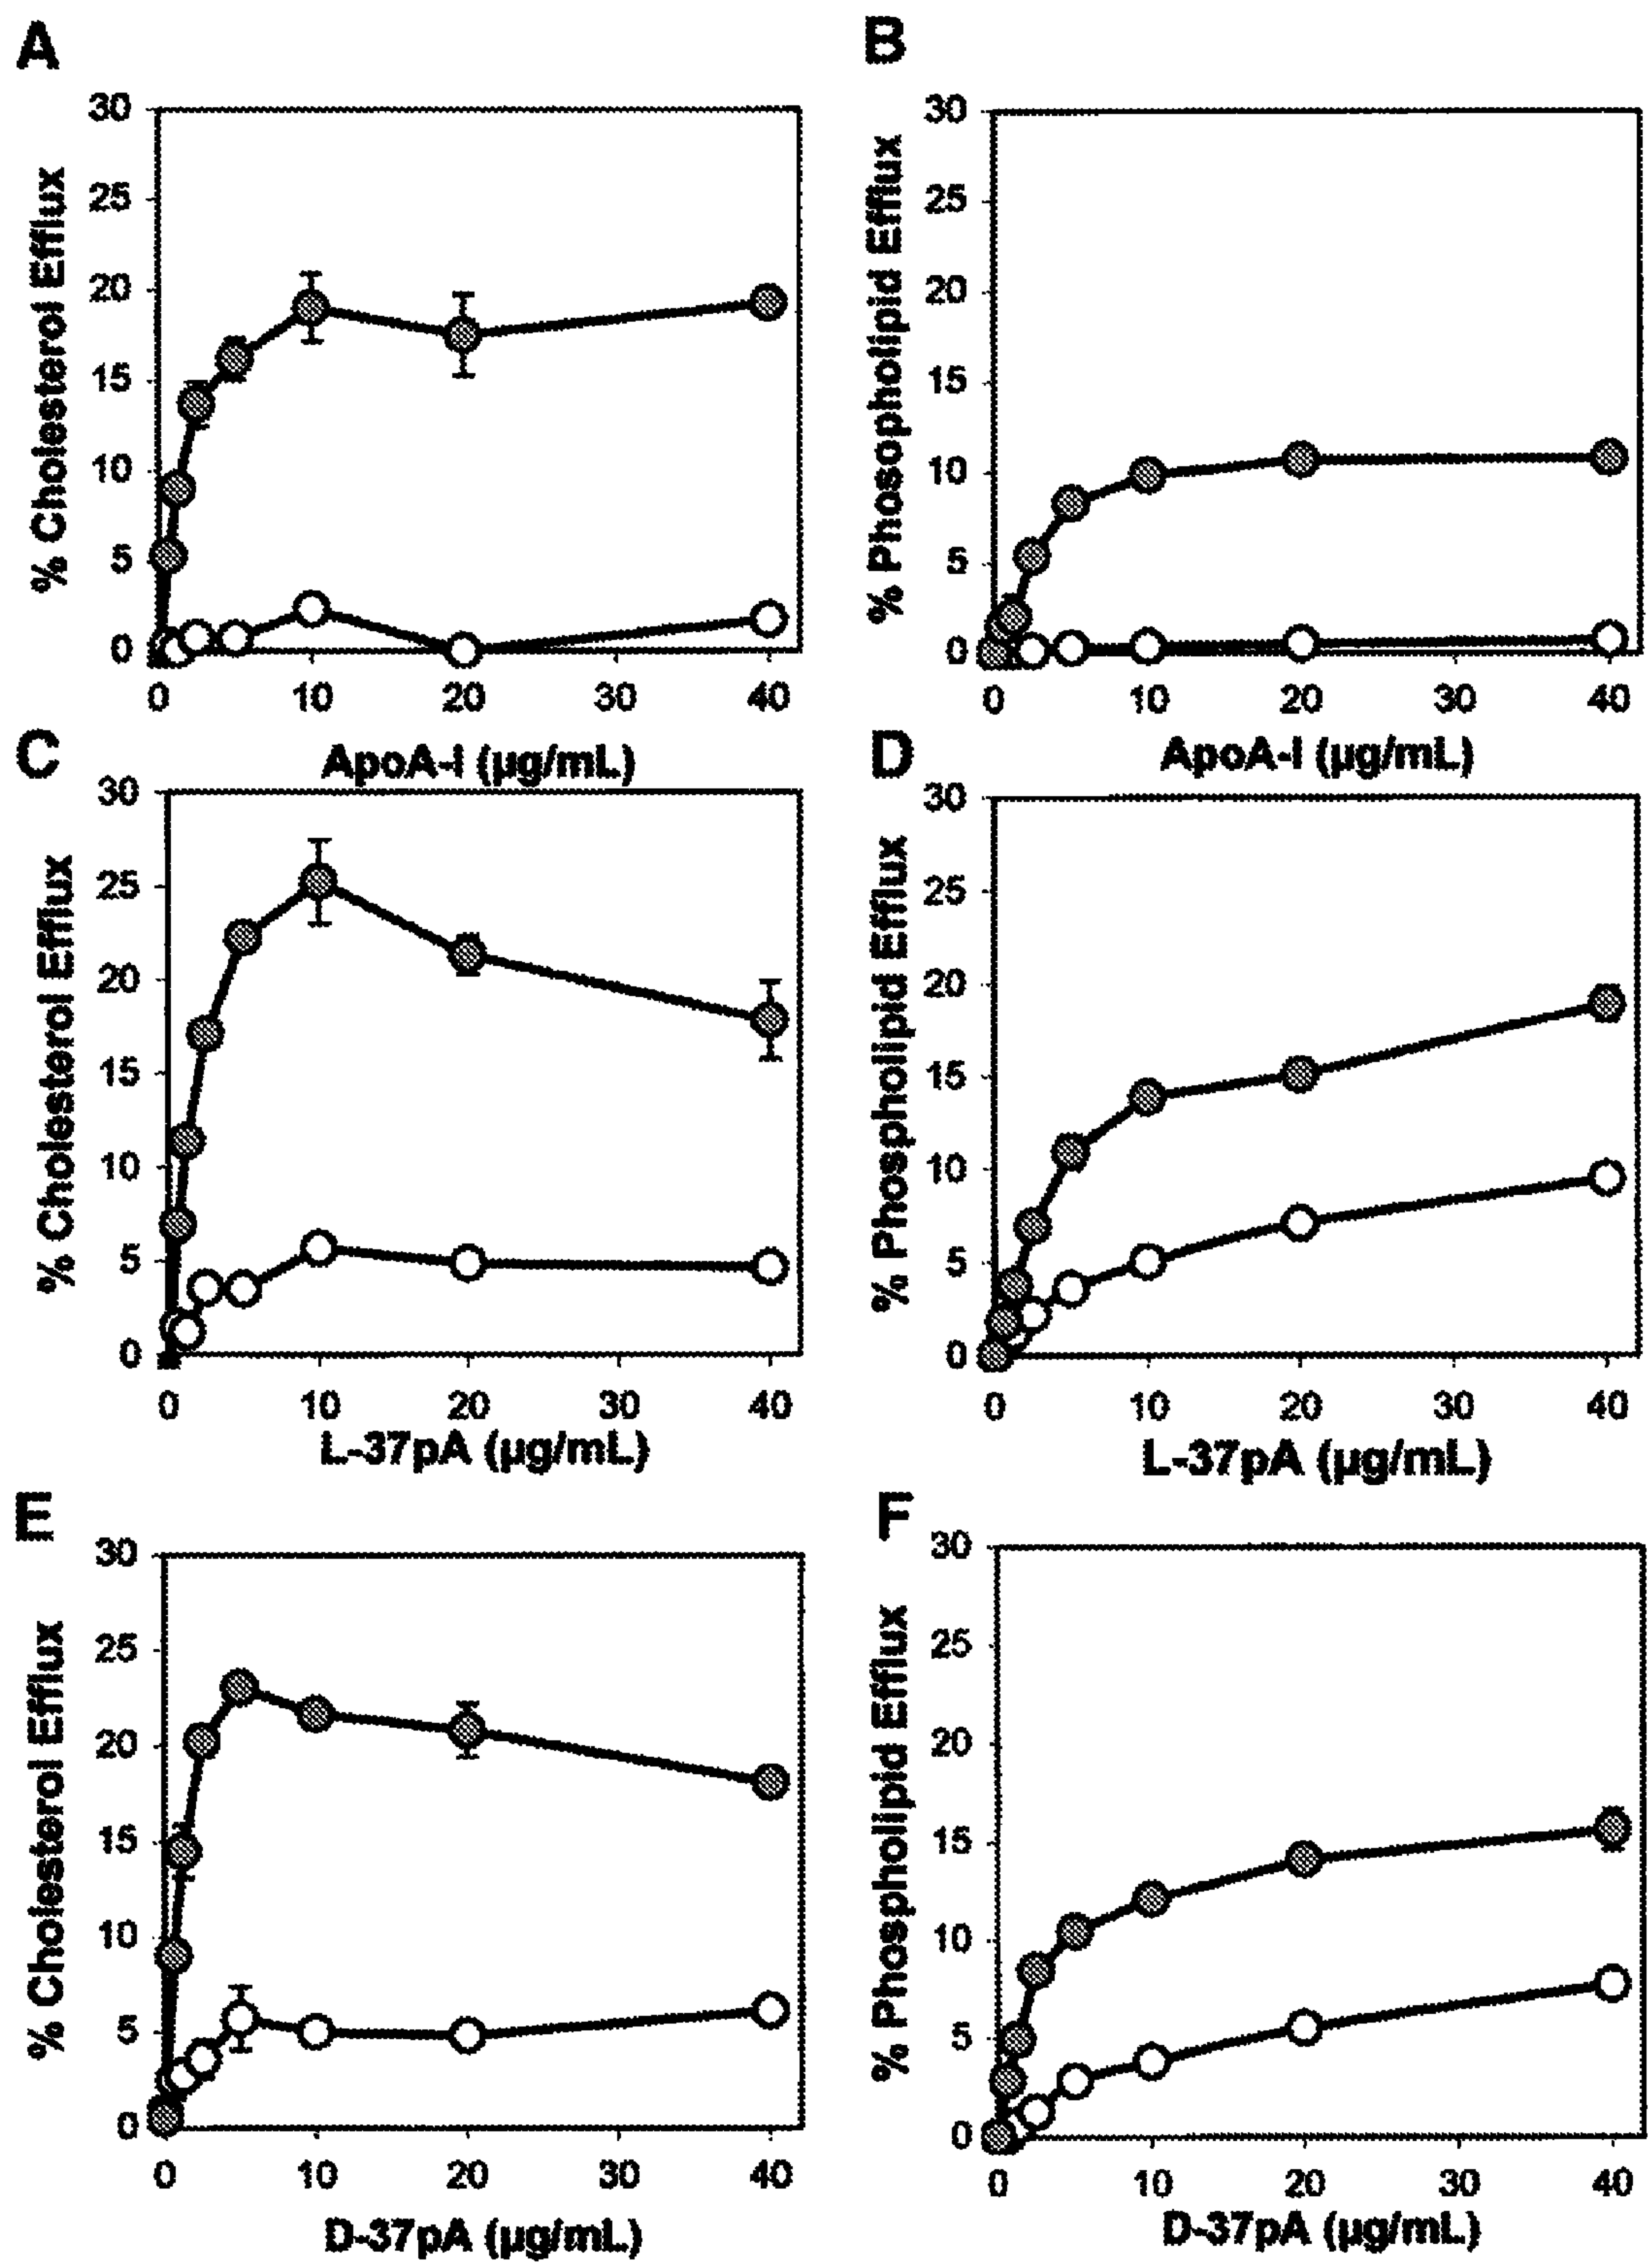 A
B
30
25
20
15
10
5
0
% Cholesterol Efflux
0 10 20 30 40
ApoA-I (µg/mL)
30
25
20
15
10
5
0
% Phosopholipid Efflux
0 10 20 30 40
ApoA-I (µg/mL)
C
D
30
25
20
15
10
5
0
% Cholesterol Efflux
0 10 20 30 40
L-37pA (µg/mL)
30
25
20
15
10
5
0
% Phospholipid Efflux
0 10 20 30 40
L-37pA (µg/mL)
E
F
30
25
20
15
10
5
0
% Cholesterol Efflux
0 10 20 30 40
D-37pA (µg/mL)
30
25
20
15
10
5
0
% Phospholipid Efflux
0 10 20 30 40
D-37pA (µg/mL)